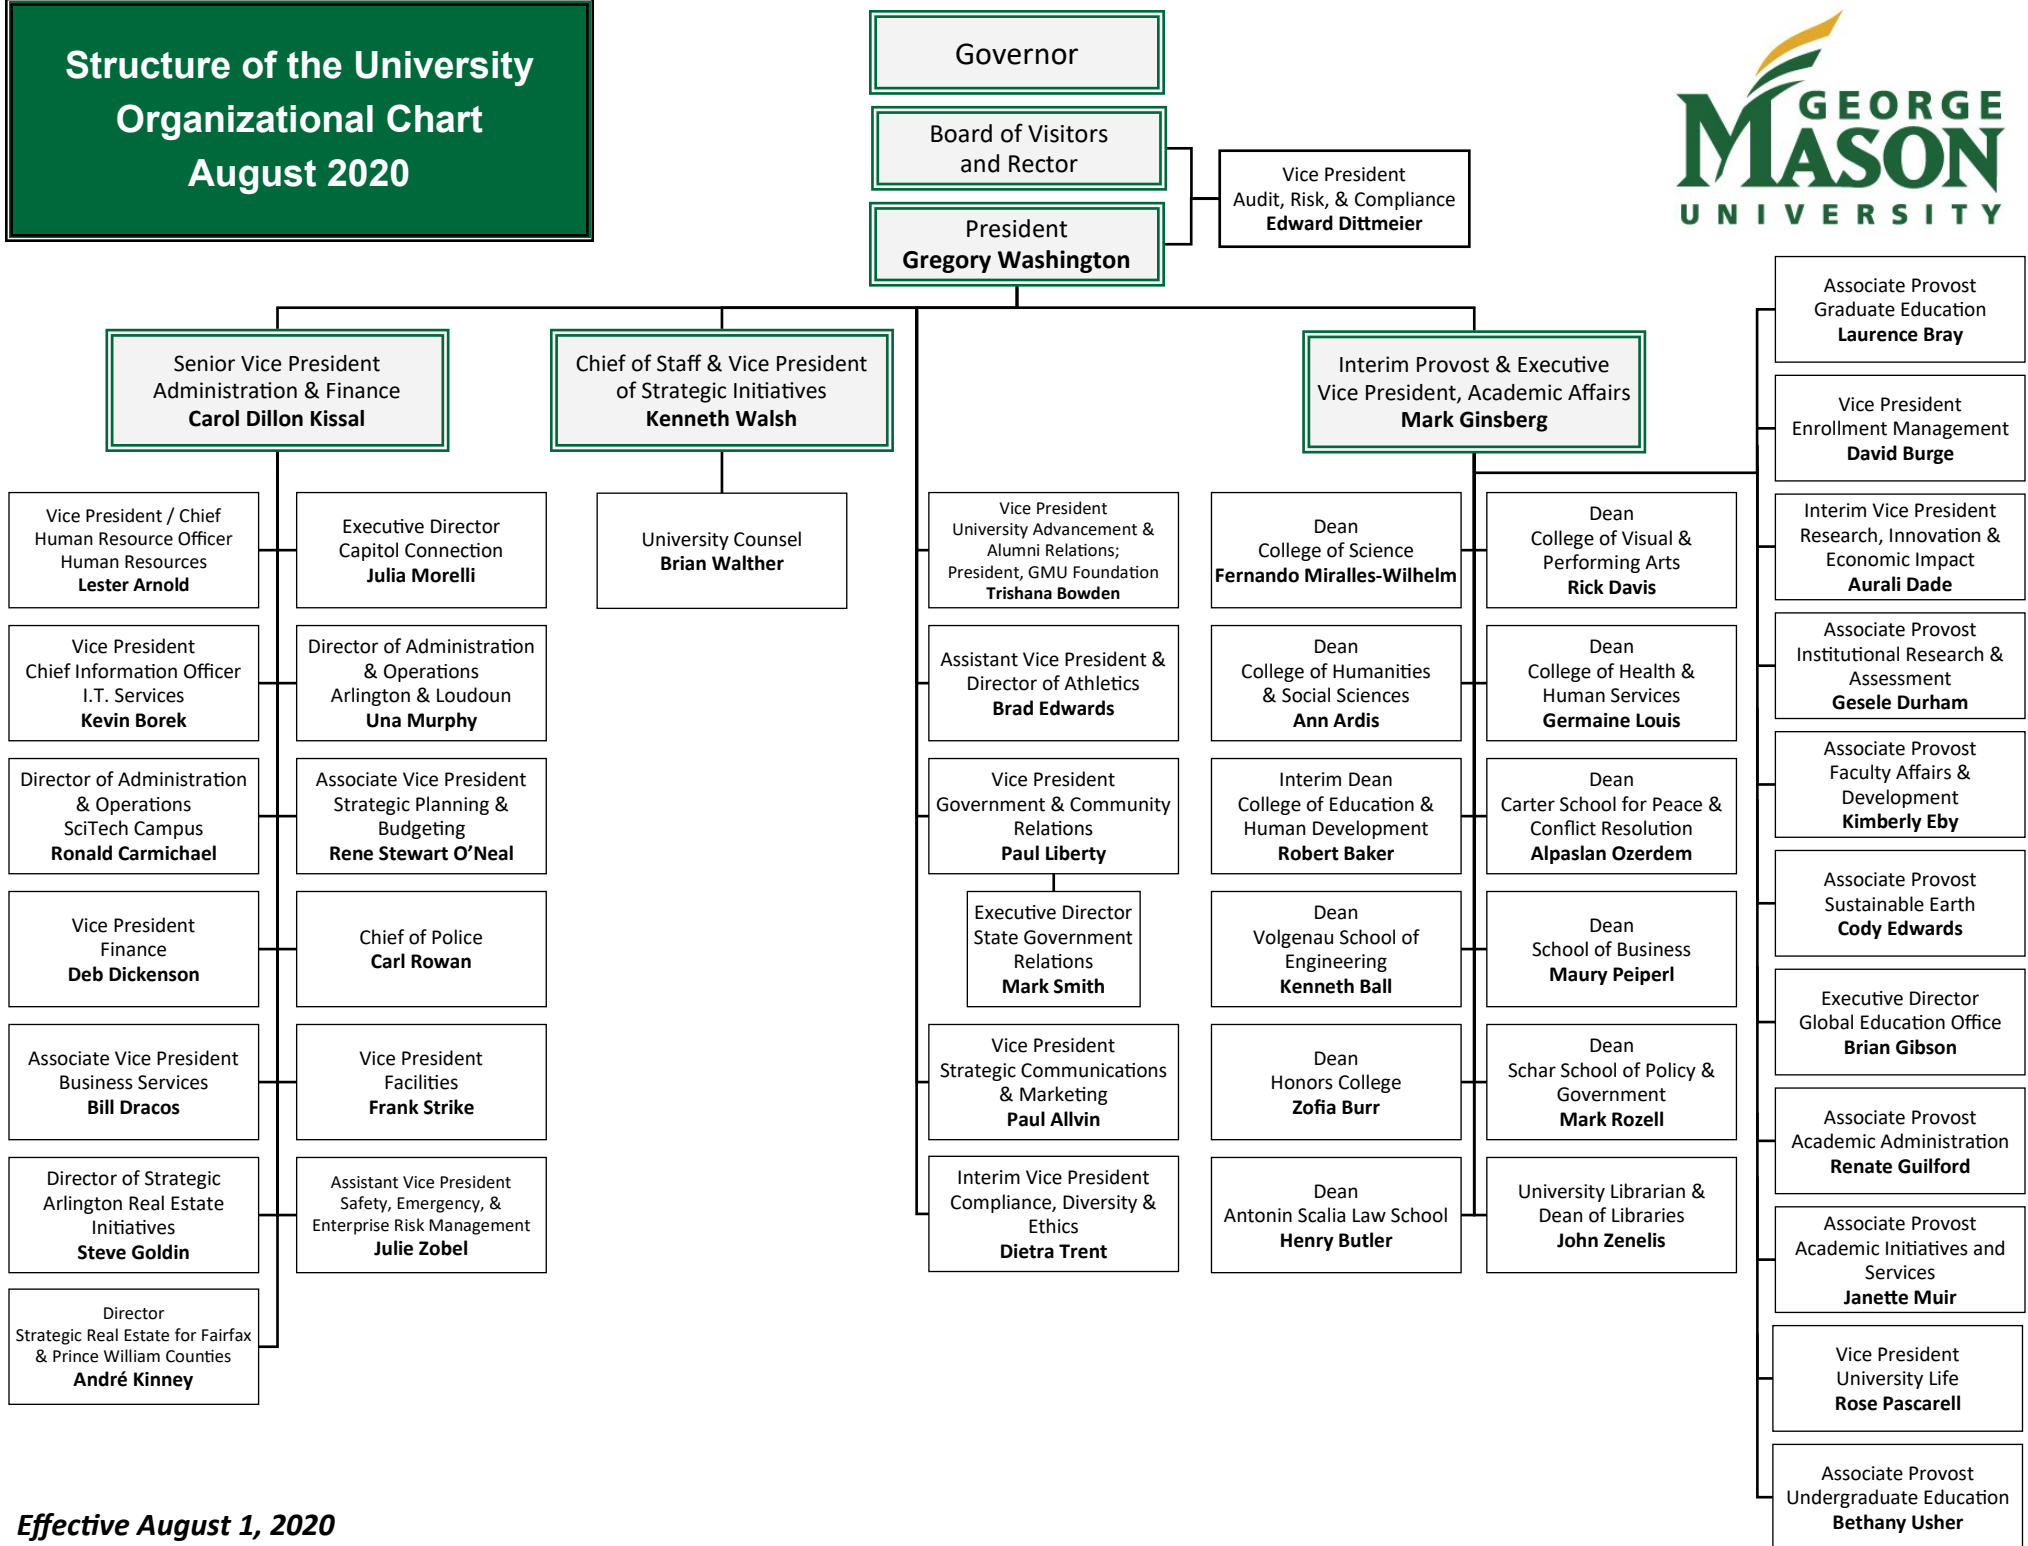 Structure of the University
Organizational Chart
August 2020
Governor
Board of Visitors
and Rector
President
Gregory Washington
Vice President
Audit, Risk, & Compliance
Edward Dittmeier
GEORGE
MASON
UNIVERSITY
Senior Vice President
Administration & Finance
Carol Dillon Kissal
Chief of Staff & Vice President
of Strategic Initiatives
Kenneth Walsh
Interim Provost & Executive
Vice President, Academic Affairs
Mark Ginsberg
Vice President / Chief
Human Resource Officer
Human Resources
Lester Arnold
Executive Director
Capitol Connection
Julia Morelli
Vice President
Chief Information Officer
I.T. Services
Kevin Borek
Director of Administration
& Operations
Arlington & Loudoun
Una Murphy
Director of Administration
& Operations
SciTech Campus
Ronald Carmichael
Associate Vice President
Strategic Planning &
Budgeting
Rene Stewart O’Neal
Vice President
Finance
Deb Dickenson
Chief of Police
Carl Rowan
Associate Vice President
Business Services
Bill Dracos
Vice President
Facilities
Frank Strike
Director of Strategic
Arlington Real Estate
Initiatives
Steve Goldin
Assistant Vice President
Safety, Emergency, &
Enterprise Risk Management
Julie Zobel
Director
Strategic Real Estate for Fairfax
& Prince William Counties
André Kinney
University Counsel
Brian Walther
Vice President
University Advancement &
Alumni Relations;
President, GMU Foundation
Trishana Bowden
Assistant Vice President &
Director of Athletics
Brad Edwards
Vice President
Government & Community
Relations
Paul Liberty
Executive Director
State Government
Relations
Mark Smith
Vice President
Strategic Communications
& Marketing
Paul Allvin
Interim Vice President
Compliance, Diversity &
Ethics
Dietra Trent
Dean
College of Science
Fernando Miralles-Wilhelm
Dean
College of Visual &
Performing Arts
Rick Davis
Dean
College of Humanities
& Social Sciences
Ann Ardis
Dean
College of Health &
Human Services
Germaine Louis
Interim Dean
College of Education &
Human Development
Robert Baker
Dean
Carter School for Peace &
Conflict Resolution
Alpaslan Ozerdem
Dean
Volgenau School of
Engineering
Kenneth Ball
Dean
School of Business
Maury Peiperl
Dean
Honors College
Zofia Burr
Dean
Schar School of Policy &
Government
Mark Rozell
Dean
Antonin Scalia Law School
Henry Butler
University Librarian &
Dean of Libraries
John Zenelis
Associate Provost
Graduate Education
Laurence Bray
Vice President
Enrollment Management
David Burge
Interim Vice President
Research, Innovation &
Economic Impact
Aurali Dade
Associate Provost
Institutional Research &
Assessment
Gesele Durham
Associate Provost
Faculty Affairs &
Development
Kimberly Eby
Associate Provost
Sustainable Earth
Cody Edwards
Executive Director
Global Education Office
Brian Gibson
Associate Provost
Academic Administration
Renate Guilford
Associate Provost
Academic Initiatives and
Services
Janette Muir
Vice President
University Life
Rose Pascarell
Associate Provost
Undergraduate Education
Bethany Usher
Effective August 1, 2020